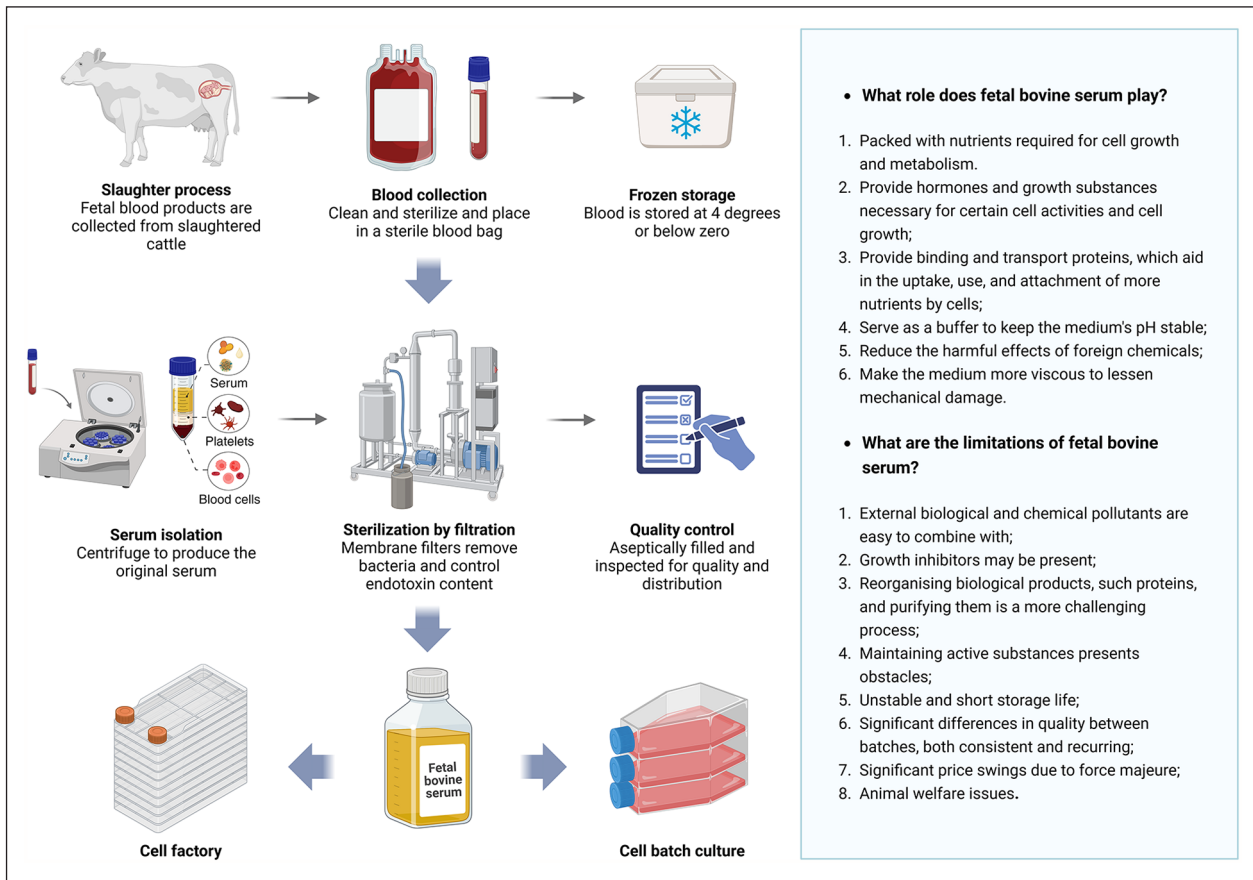 Slaughter process
Fetal blood products are
collected from slaughtered
cattle
Blood collection
Clean and sterilize and place
in a sterile blood bag
Frozen storage
Blood is stored at 4 degrees
or below zero
Serum
Platelets
Blood cells
Serum isolation
Centrifuge to produce the
original serum
Sterilization by filtration
Membrane filters remove
bacteria and control
endotoxin content
Quality control
Aseptically filled and
inspected for quality and
distribution
Cell factory
Fetal
bovine
serum
Cell batch culture
• What role does fetal bovine serum play?
1. Packed with nutrients required for cell growth
and metabolism.
2. Provide hormones and growth substances
necessary for certain cell activities and cell
growth;
3. Provide binding and transport proteins, which aid
in the uptake, use, and attachment of more
nutrients by cells;
4. Serve as a buffer to keep the medium's pH stable;
5. Reduce the harmful effects of foreign chemicals;
6. Make the medium more viscous to lessen
mechanical damage.
• What are the limitations of fetal bovine
serum?
1. External biological and chemical pollutants are
easy to combine with;
2. Growth inhibitors may be present;
3. Reorganising biological products, such proteins,
and purifying them is a more challenging
process;
4. Maintaining active substances presents
obstacles;
5. Unstable and short storage life;
6. Significant differences in quality between
batches, both consistent and recurring;
7. Significant price swings due to force majeure;
8. Animal welfare issues.